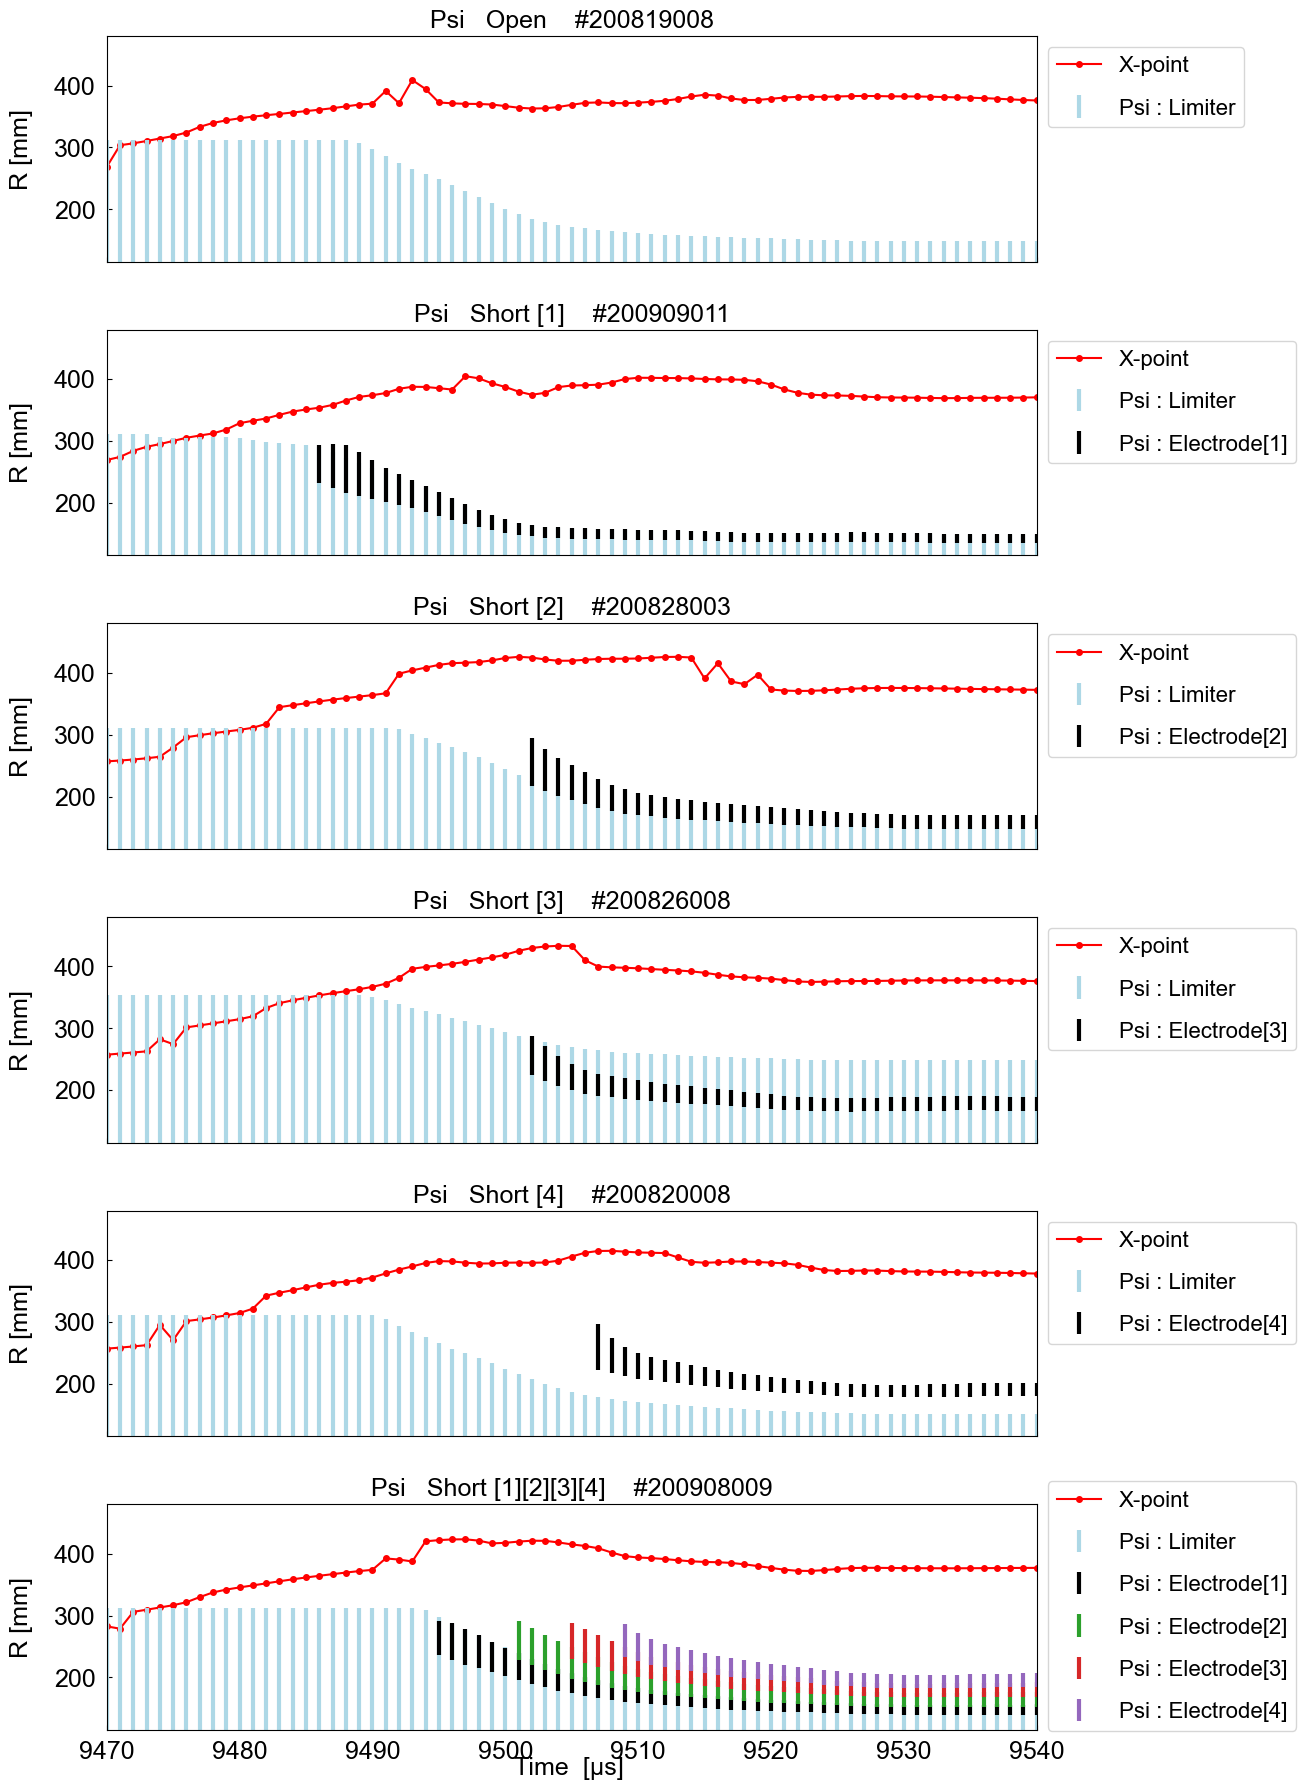 Psi Open #200819008
R [mm]
400
300
200
X-point
Psi : Limiter
Psi Short [1] #200909011
R [mm]
400
300
200
X-point
Psi : Limiter
Psi : Electrode[1]
Psi Short [2] #200828003
R [mm]
400
300
200
X-point
Psi : Limiter
Psi : Electrode[2]
Psi Short [3] #200826008
R [mm]
400
300
200
X-point
Psi : Limiter
Psi : Electrode[3]
Psi Short [4] #200820008
R [mm]
400
300
200
X-point
Psi : Limiter
Psi : Electrode[4]
Psi Short [1][2][3][4] #200908009
R [mm]
400
300
200
X-point
Psi : Limiter
Psi : Electrode[1]
Psi : Electrode[2]
Psi : Electrode[3]
Psi : Electrode[4]
9470 9480 9490 9500 9510 9520 9530 9540
Time [μs]